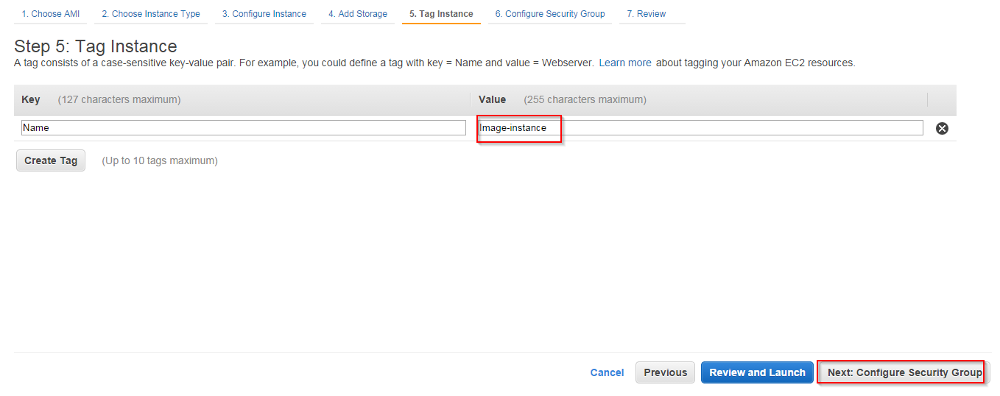 1. Choose AMI 2. Choose Instance Type 3. Configure Instance 4. Add Storage 5. Tag Instance 6. Configure Security Group 7. Review
Step 5: Tag Instance
A tag consists of a case-sensitive key-value pair. For example, you could define a tag with key = Name and value = Webserver. Learn more about tagging your Amazon EC2 resources.
Key (127 characters maximum) Value (255 characters maximum)
Name Image-instance
Create Tag (Up to 10 tags maximum)
Cancel Previous Review and Launch Next: Configure Security Group